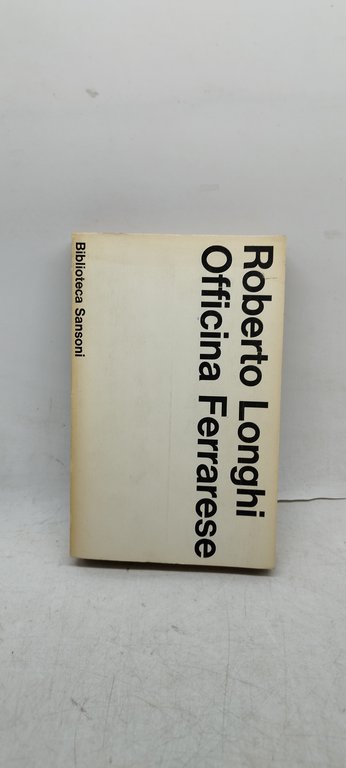 Roberto Longhi
Officina Ferrarese
Biblioteca Sansoni